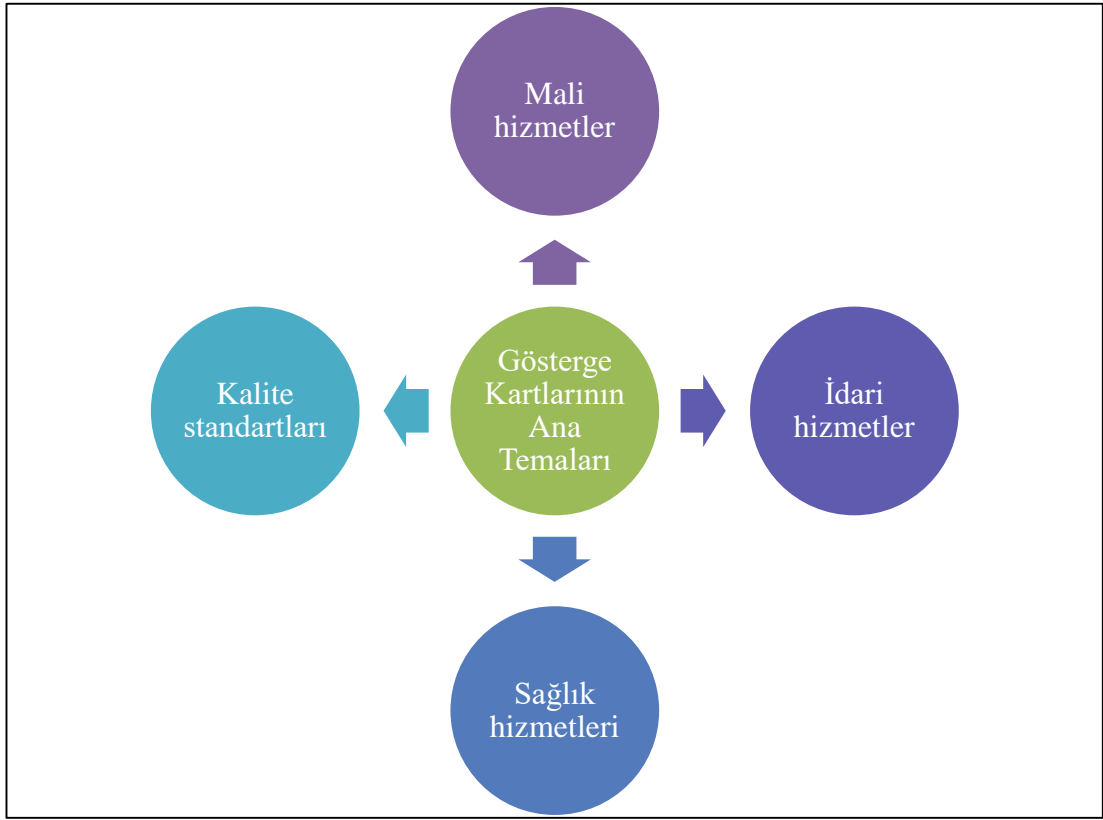 Mali
hizmetler
Kalite
standartları
Gösterge
Kartlarının
Ana
Temaları
İdari
hizmetler
Sağlık
hizmetleri